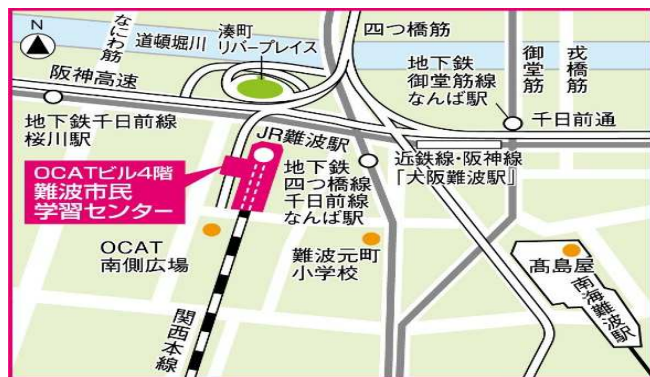 N
なにわ筋
道頓堀川
湊町
リバープレイス
四つ橋筋
御堂筋
戎橋筋
阪神高速
地下鉄
御堂筋線
なんば駅
千日前通
地下鉄千日前線
桜川駅
JR難波駅
近鉄線・阪神線
「大阪難波駅」
OCATビル4階
難波市民
学習センター
地下鉄
四つ橋線
千日前線
なんば駅
OCAT
南側広場
難波元町
小学校
髙島屋
南海難波駅
関西本線